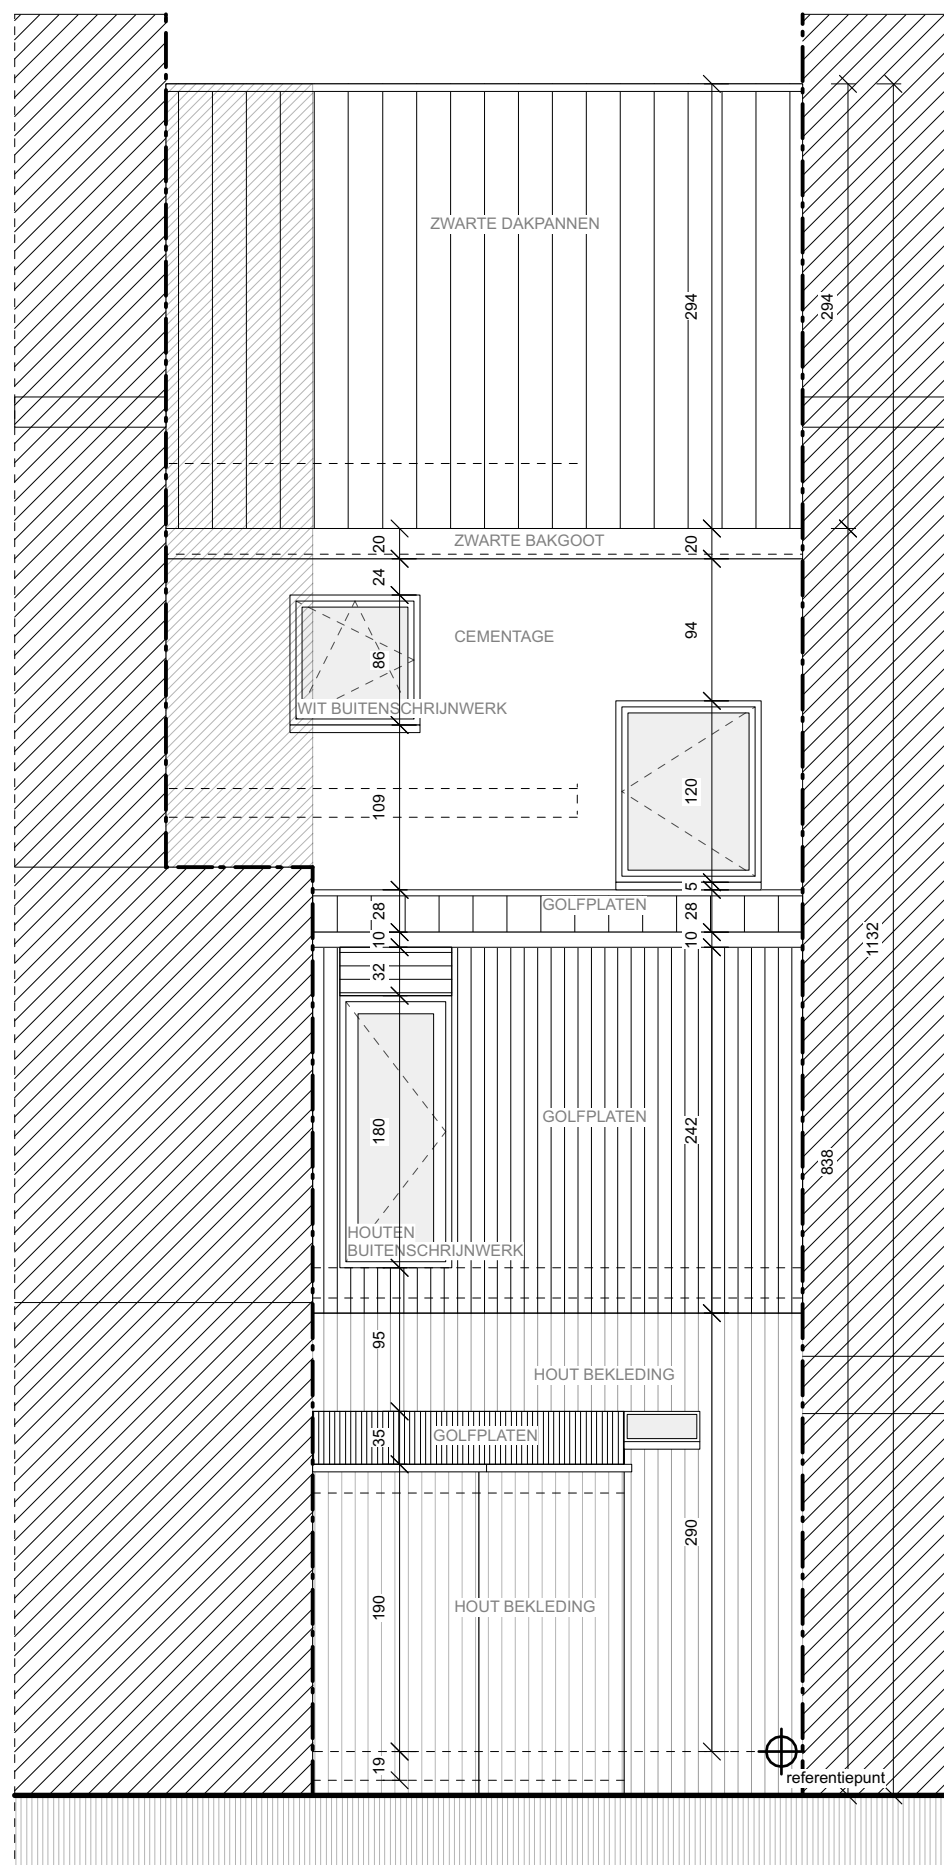 ZWARTE DAKPANNEN
294
294
20
ZWARTE BAKGOOT
20
24
94
CEMENTAGE
86
WIT BUITENSCHRIJNWERK
120
109
5
GOLFPLATEN
28
28
10
10
1132
32
GOLFPLATEN
180
242
838
HOUTEN
BUITENSCHRIJNWERK
95
HOUT BEKLEDING
GOLFPLATEN
35
290
HOUT BEKLEDING
190
19
referentiepunt